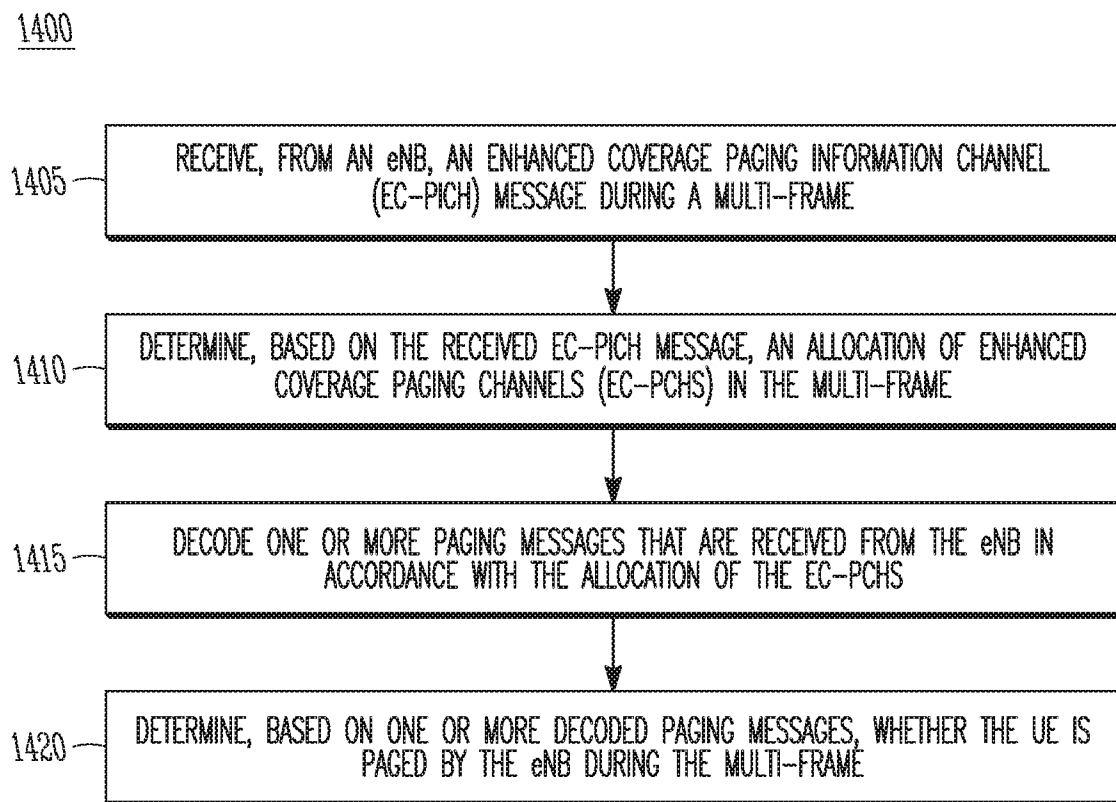 1400
1405
RECEIVE, FROM AN eNB, AN ENHANCED COVERAGE PAGING INFORMATION CHANNEL
(EC-PICH) MESSAGE DURING A MULTI-FRAME
1410
DETERMINE, BASED ON THE RECEIVED EC-PICH MESSAGE, AN ALLOCATION OF ENHANCED
COVERAGE PAGING CHANNELS (EC-PCHS) IN THE MULTI-FRAME
1415
DECODE ONE OR MORE PAGING MESSAGES THAT ARE RECEIVED FROM THE eNB IN
ACCORDANCE WITH THE ALLOCATION OF THE EC-PCHS
1420
DETERMINE, BASED ON ONE OR MORE DECODED PAGING MESSAGES, WHETHER THE UE IS
PAGED BY THE eNB DURING THE MULTI-FRAME